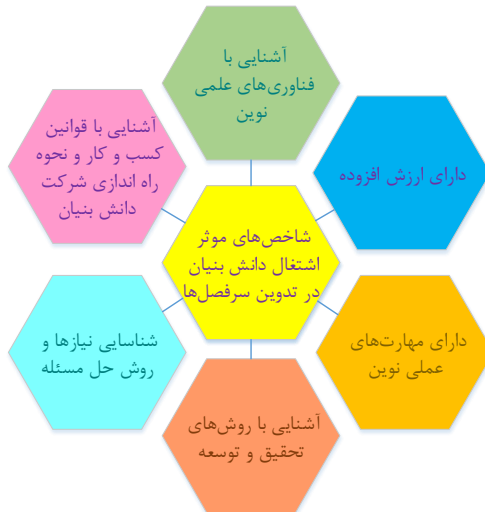 آشنایی با
فناوری‌های علمی
نوین
آشنایی با قوانین
کسب و کار و نحوه
راه اندازی شرکت
دانش بنیان
دارای ارزش افزوده
شاخص‌های موثر
اشتغال دانش بنیان
در تدوین سرفصل‌ها
شناسایی نیازها و
روش حل مسئله
دارای مهارت‌های
عملی نوین
آشنایی با روش‌های
تحقیق و توسعه